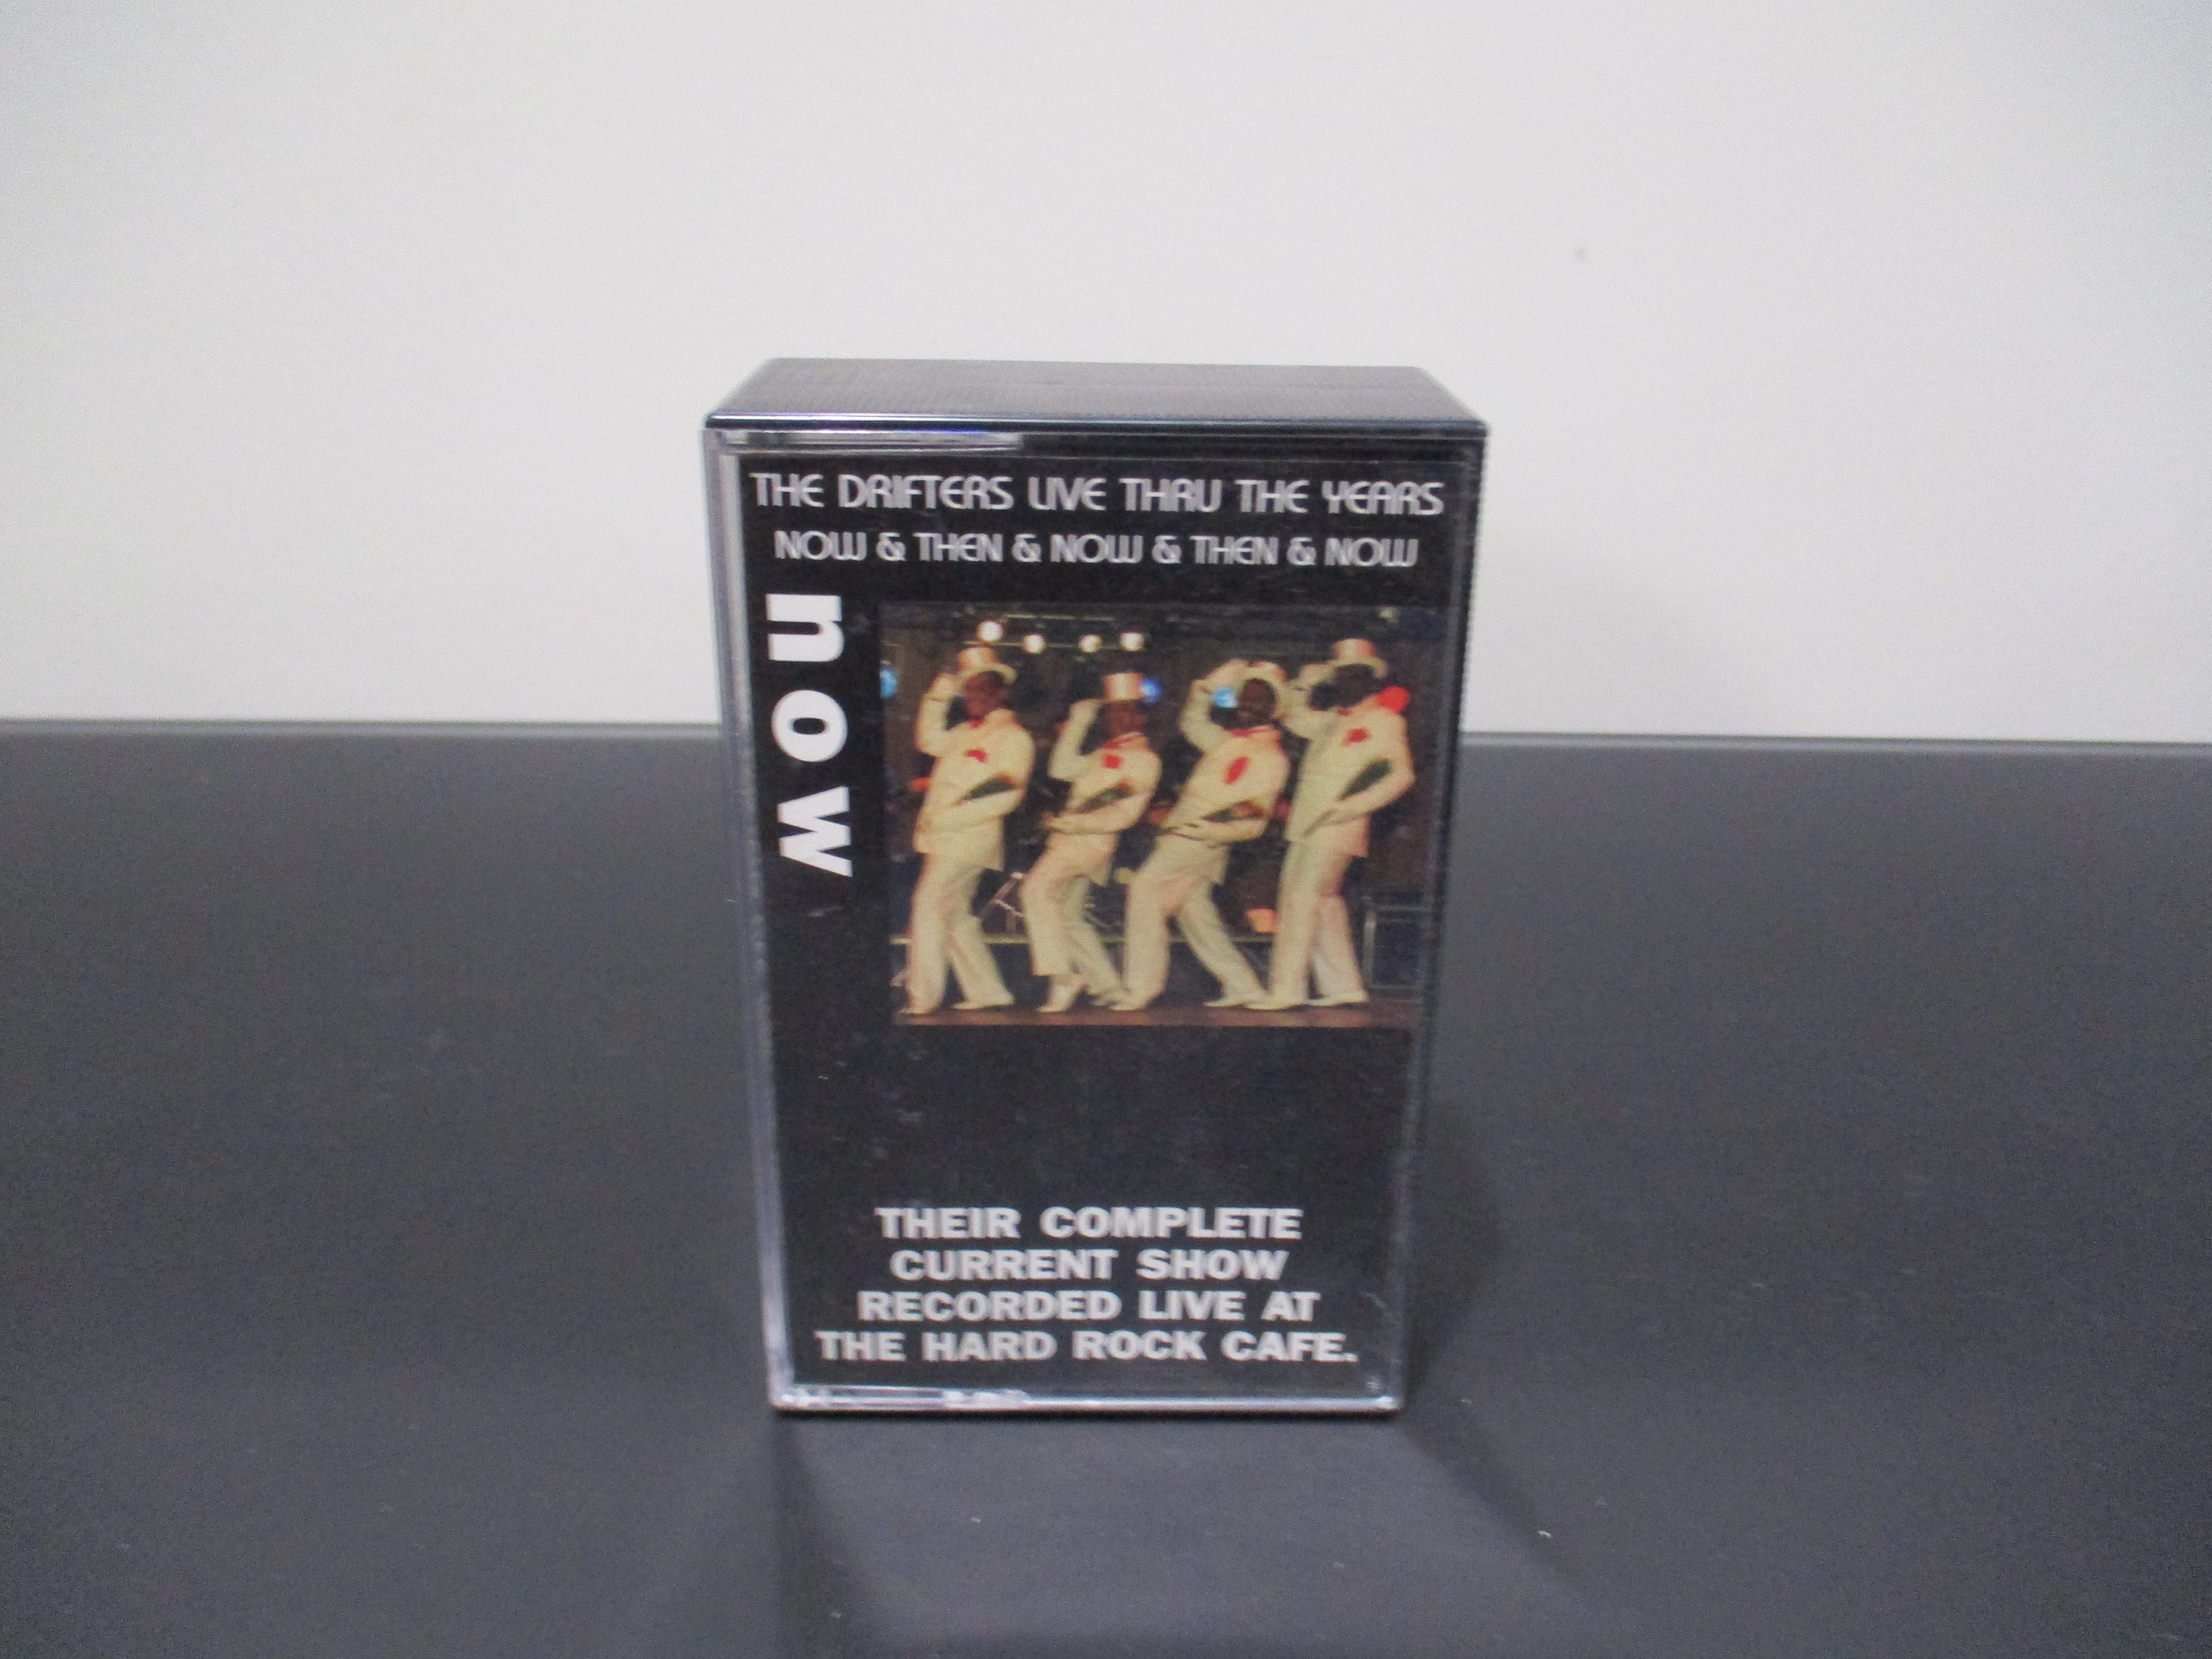 THE DRIFTERS LIVE THRU THE YEARS
NOW & THEN & NOW & THEN & NOW
now
THEIR COMPLETE
CURRENT SHOW
RECORDED LIVE AT
THE HARD ROCK CAFE.